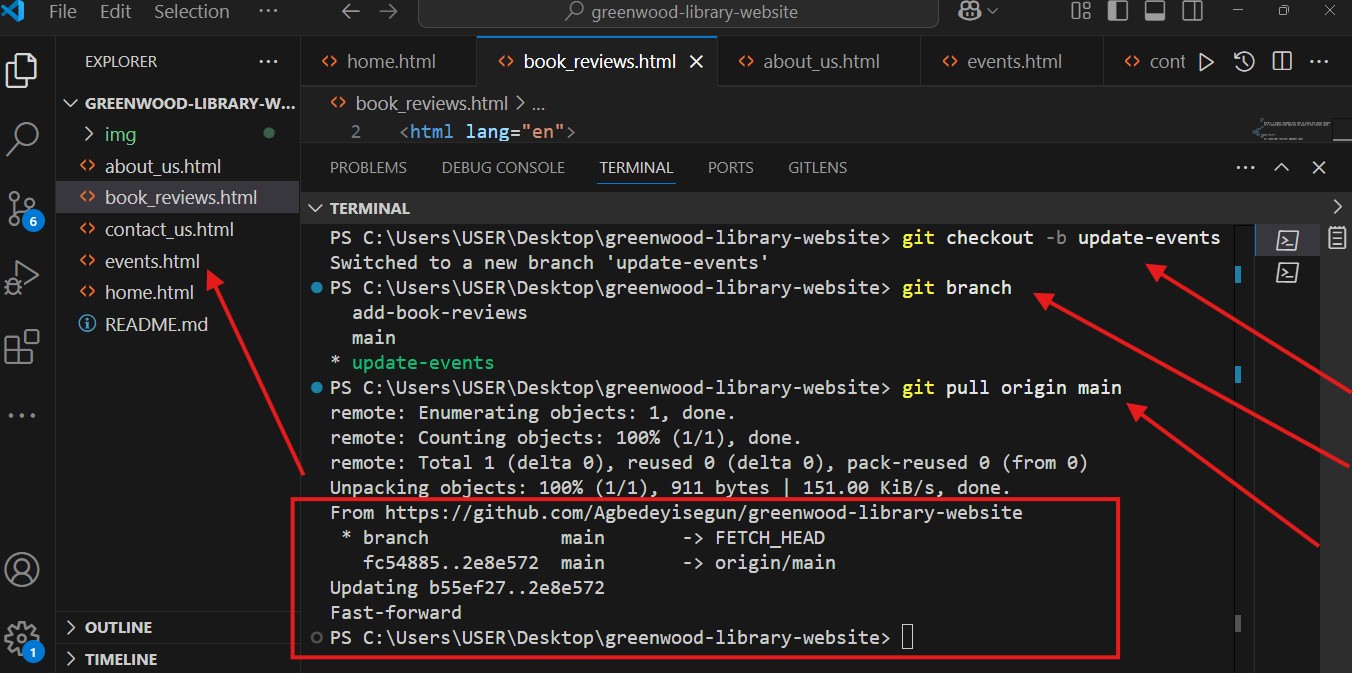 File Edit Selection ··· greenwood-library-website
EXPLORER ···
GREENWOOD-LIBRARY-W...
img
about_us.html
book_reviews.html
contact_us.html
events.html
home.html
README.md
6
OUTLINE
TIMELINE
1
home.html book_reviews.html about_us.html events.html cont ···
book_reviews.html > ...
2 <html lang="en">
PROBLEMS DEBUG CONSOLE TERMINAL PORTS GITLENS ···
TERMINAL
PS C:\Users\USER\Desktop\greenwood-library-website> git checkout -b update-events
Switched to a new branch 'update-events'
PS C:\Users\USER\Desktop\greenwood-library-website> git branch
add-book-reviews
main
* update-events
PS C:\Users\USER\Desktop\greenwood-library-website> git pull origin main
remote: Enumerating objects: 1, done.
remote: Counting objects: 100% (1/1), done.
remote: Total 1 (delta 0), reused 0 (delta 0), pack-reused 0 (from 0)
Unpacking objects: 100% (1/1), 911 bytes | 151.00 KiB/s, done.
From https://github.com/Agbedeyisegun/greenwood-library-website
* branch main -> FETCH_HEAD
fc54885..2e8e572 main -> origin/main
Updating b55ef27..2e8e572
Fast-forward
PS C:\Users\USER\Desktop\greenwood-library-website>